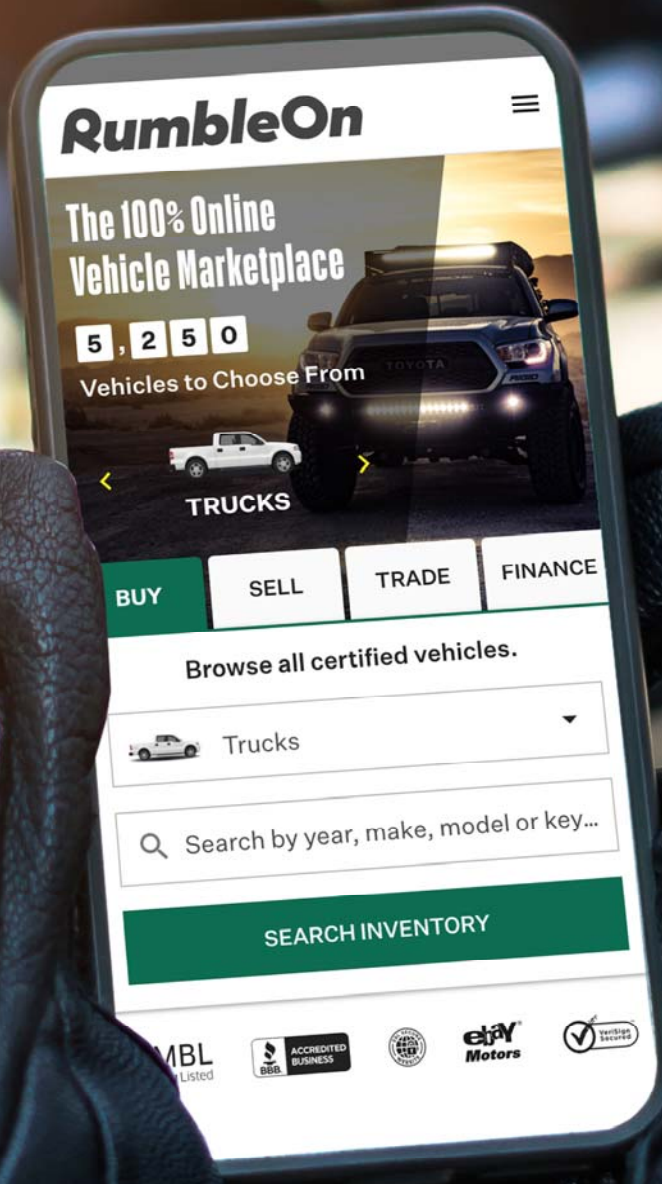 RumbleOn
The 100% Online
Vehicle Marketplace
5,250
Vehicles to Choose From
TOYOTA
TRUCKS
BUY
SELL
TRADE
FINANCE
Browse all certified vehicles.
Trucks
Search by year, make, model or key...
SEARCH INVENTORY
MBL
Listed
BBB.
ACCREDITED
BUSINESS
ebaY
Motors
VeriSign
Secured